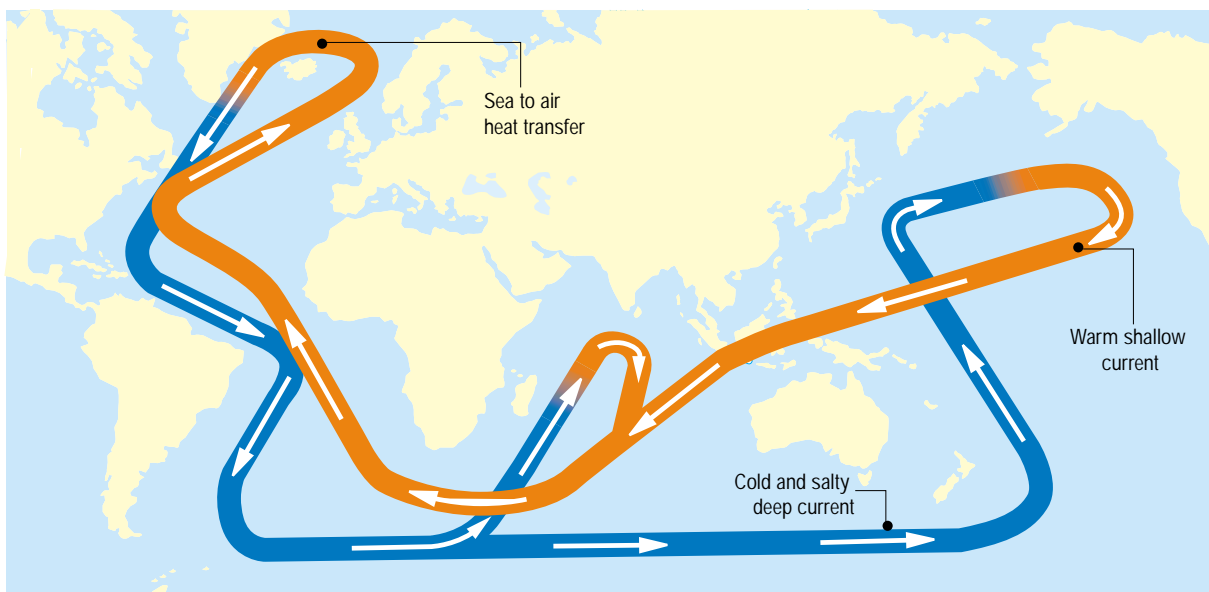 Sea to air
heat transfer
Warm shallow
current
Cold and salty
deep current